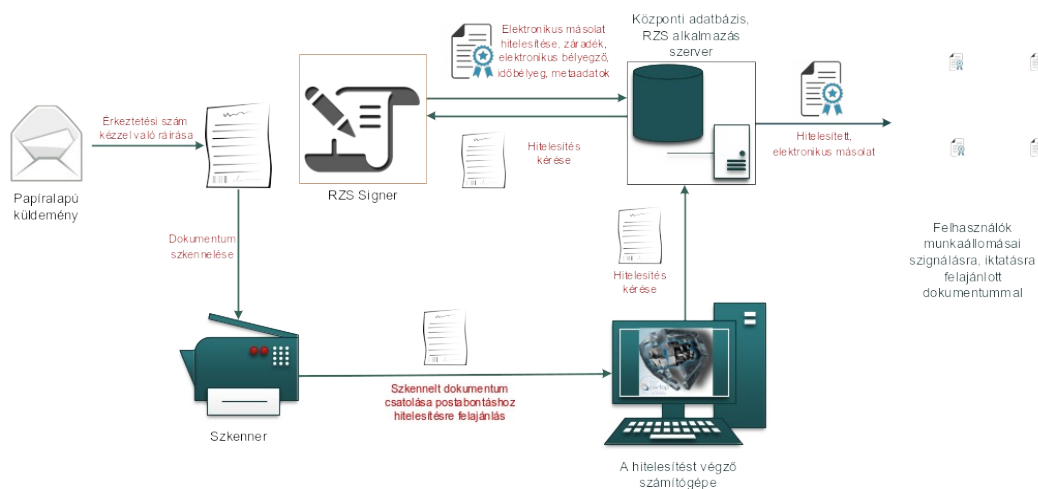 Elektronikus másolat
hitelesítése, záradék,
elektronikus bélyegző,
időbélyeg, metaadatok
Központi adatbázis,
RZS alkalmazás
szerver
Érkeztetési szám
kézzel való ráírása
Hitelesítés
kérése
Hitelesített,
elektronikus másolat
Papíralapú
küldemény
RZS Signer
Dokumentum
szkennelése
Hitelesítés
kérése
Felhasználók
munkaállomásai
szignálásra, iktatásra
felajánlott
dokumentummal
Szkennelt dokumentum
csatolása postabontáshoz
hitelesítésre felajánlás
Szkenner
A hitelesítést végző
számítógépe